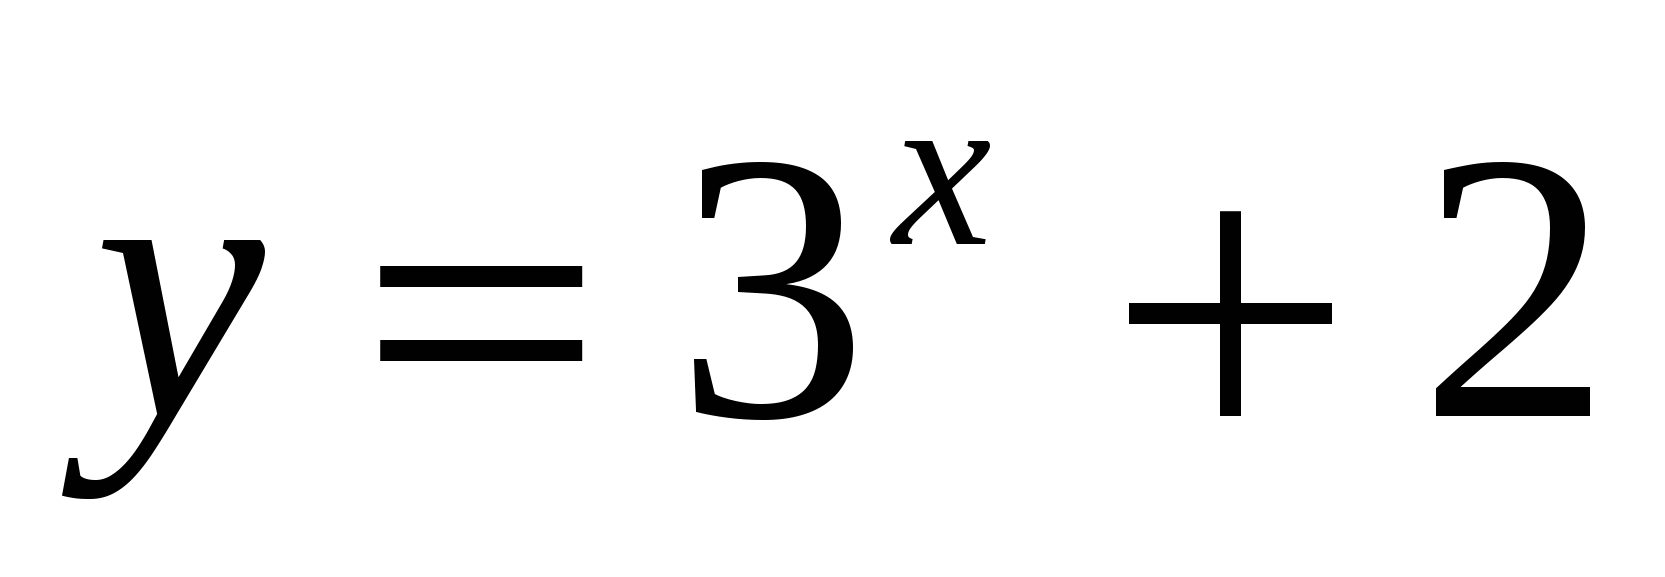 y = 3^x + 2